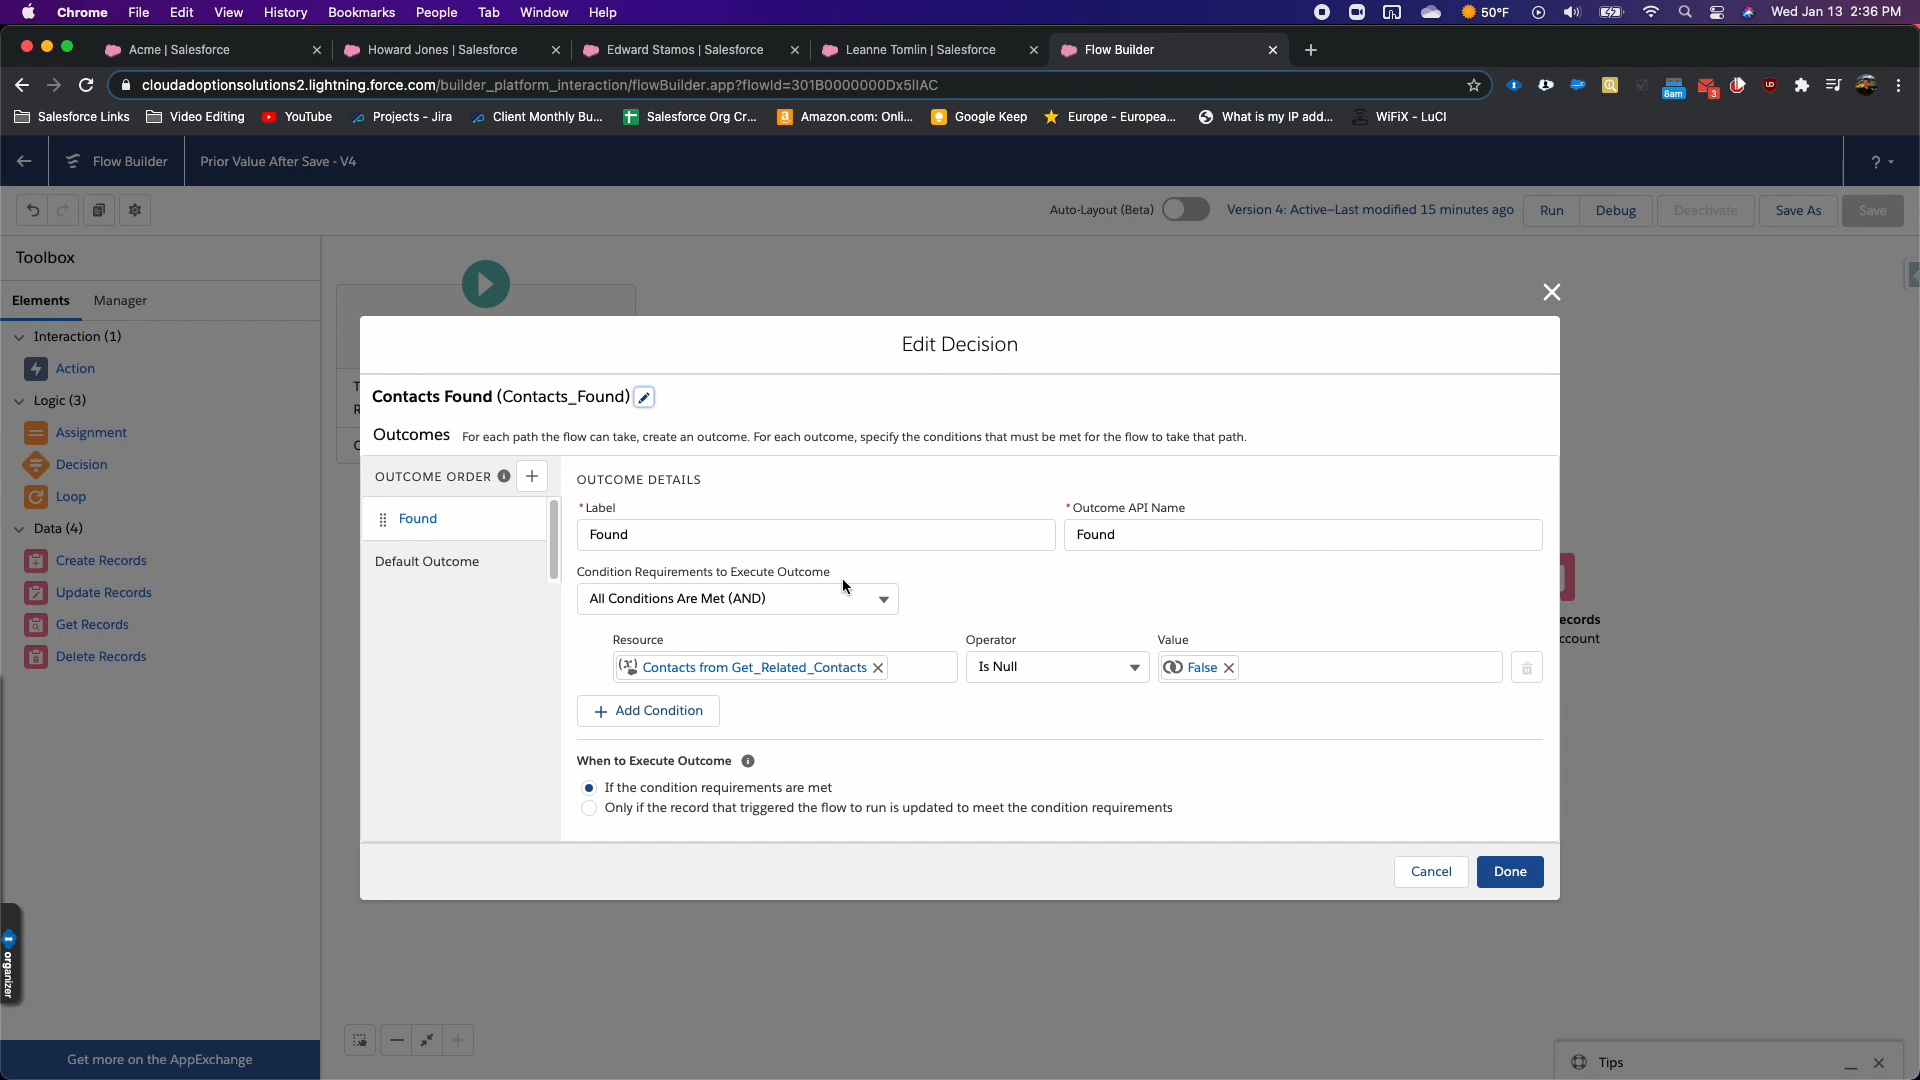 Chrome File Edit View History Bookmarks People Tab Window Help 50°F Wed Jan 13 2:36 PM
Acme | Salesforce Howard Jones | Salesforce Edward Stamos | Salesforce Leanne Tomlin | Salesforce Flow Builder
cloudadoptionsolutions2.lightning.force.com/builder_platform_interaction/flowBuilder.app?flowId=301B0000000Dx5lIAC 8am 3
Salesforce Links Video Editing YouTube Projects - Jira Client Monthly Bu... Salesforce Org Cr... Amazon.com: Onli... Google Keep Europe - European... What is my IP add... WiFiX - LuCI
Flow Builder Prior Value After Save - V4 ?
Auto-Layout (Beta) Version 4: Active–Last modified 15 minutes ago Run Debug Deactivate Save As Save
Toolbox
Elements Manager
Interaction (1)
Action
Logic (3)
Assignment
Decision
Loop
Data (4)
Create Records
Update Records
Get Records
Delete Records
Get more on the AppExchange
organizer
Edit Decision
Contacts Found (Contacts_Found)
Outcomes For each path the flow can take, create an outcome. For each outcome, specify the conditions that must be met for the flow to take that path.
OUTCOME ORDER
Found
Default Outcome
OUTCOME DETAILS
* Label * Outcome API Name
Found Found
Condition Requirements to Execute Outcome
All Conditions Are Met (AND)
Resource Operator Value
Contacts from Get_Related_Contacts Is Null False
Add Condition
When to Execute Outcome
If the condition requirements are met
Only if the record that triggered the flow to run is updated to meet the condition requirements
Cancel Done
ecords
ccount
Tips